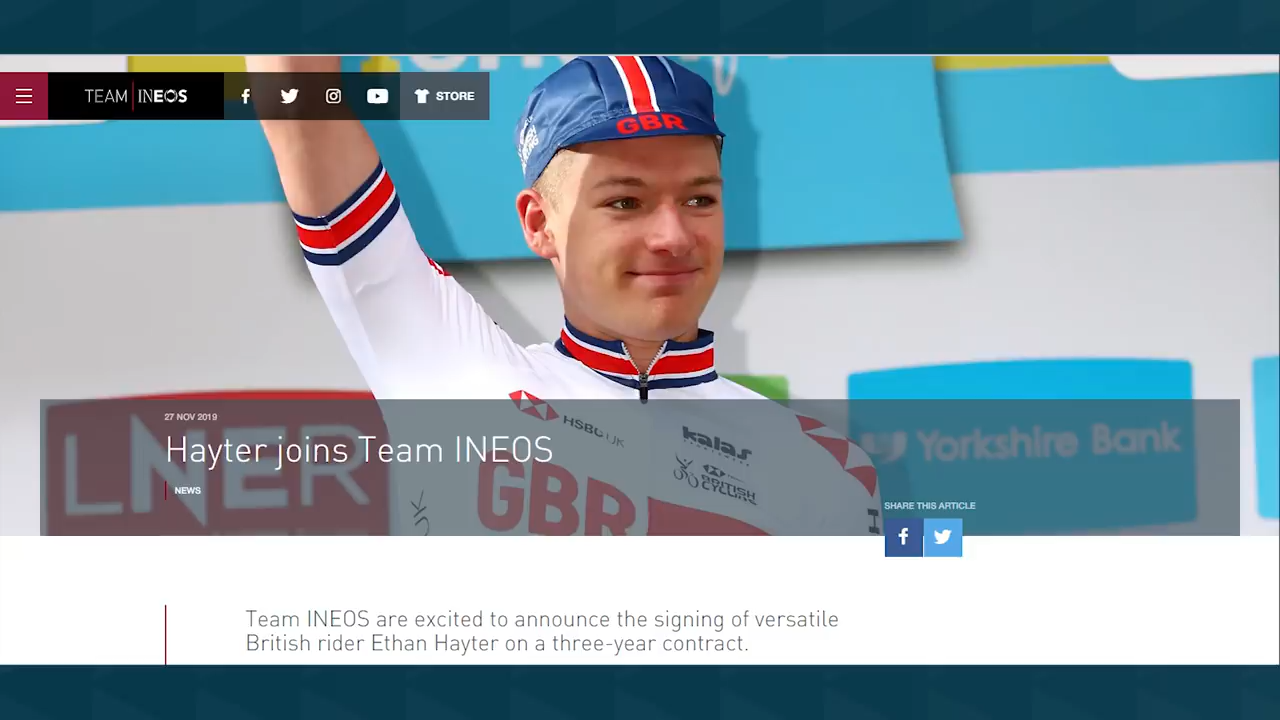 TEAM INEOS
STORE
GBR
27 NOV 2019
Hayter joins Team INEOS
NEWS
HSBC UK
kalas
BRITISH
CYCLING
GBR
LNER
Yorkshire Bank
SHARE THIS ARTICLE
Team INEOS are excited to announce the signing of versatile
British rider Ethan Hayter on a three-year contract.